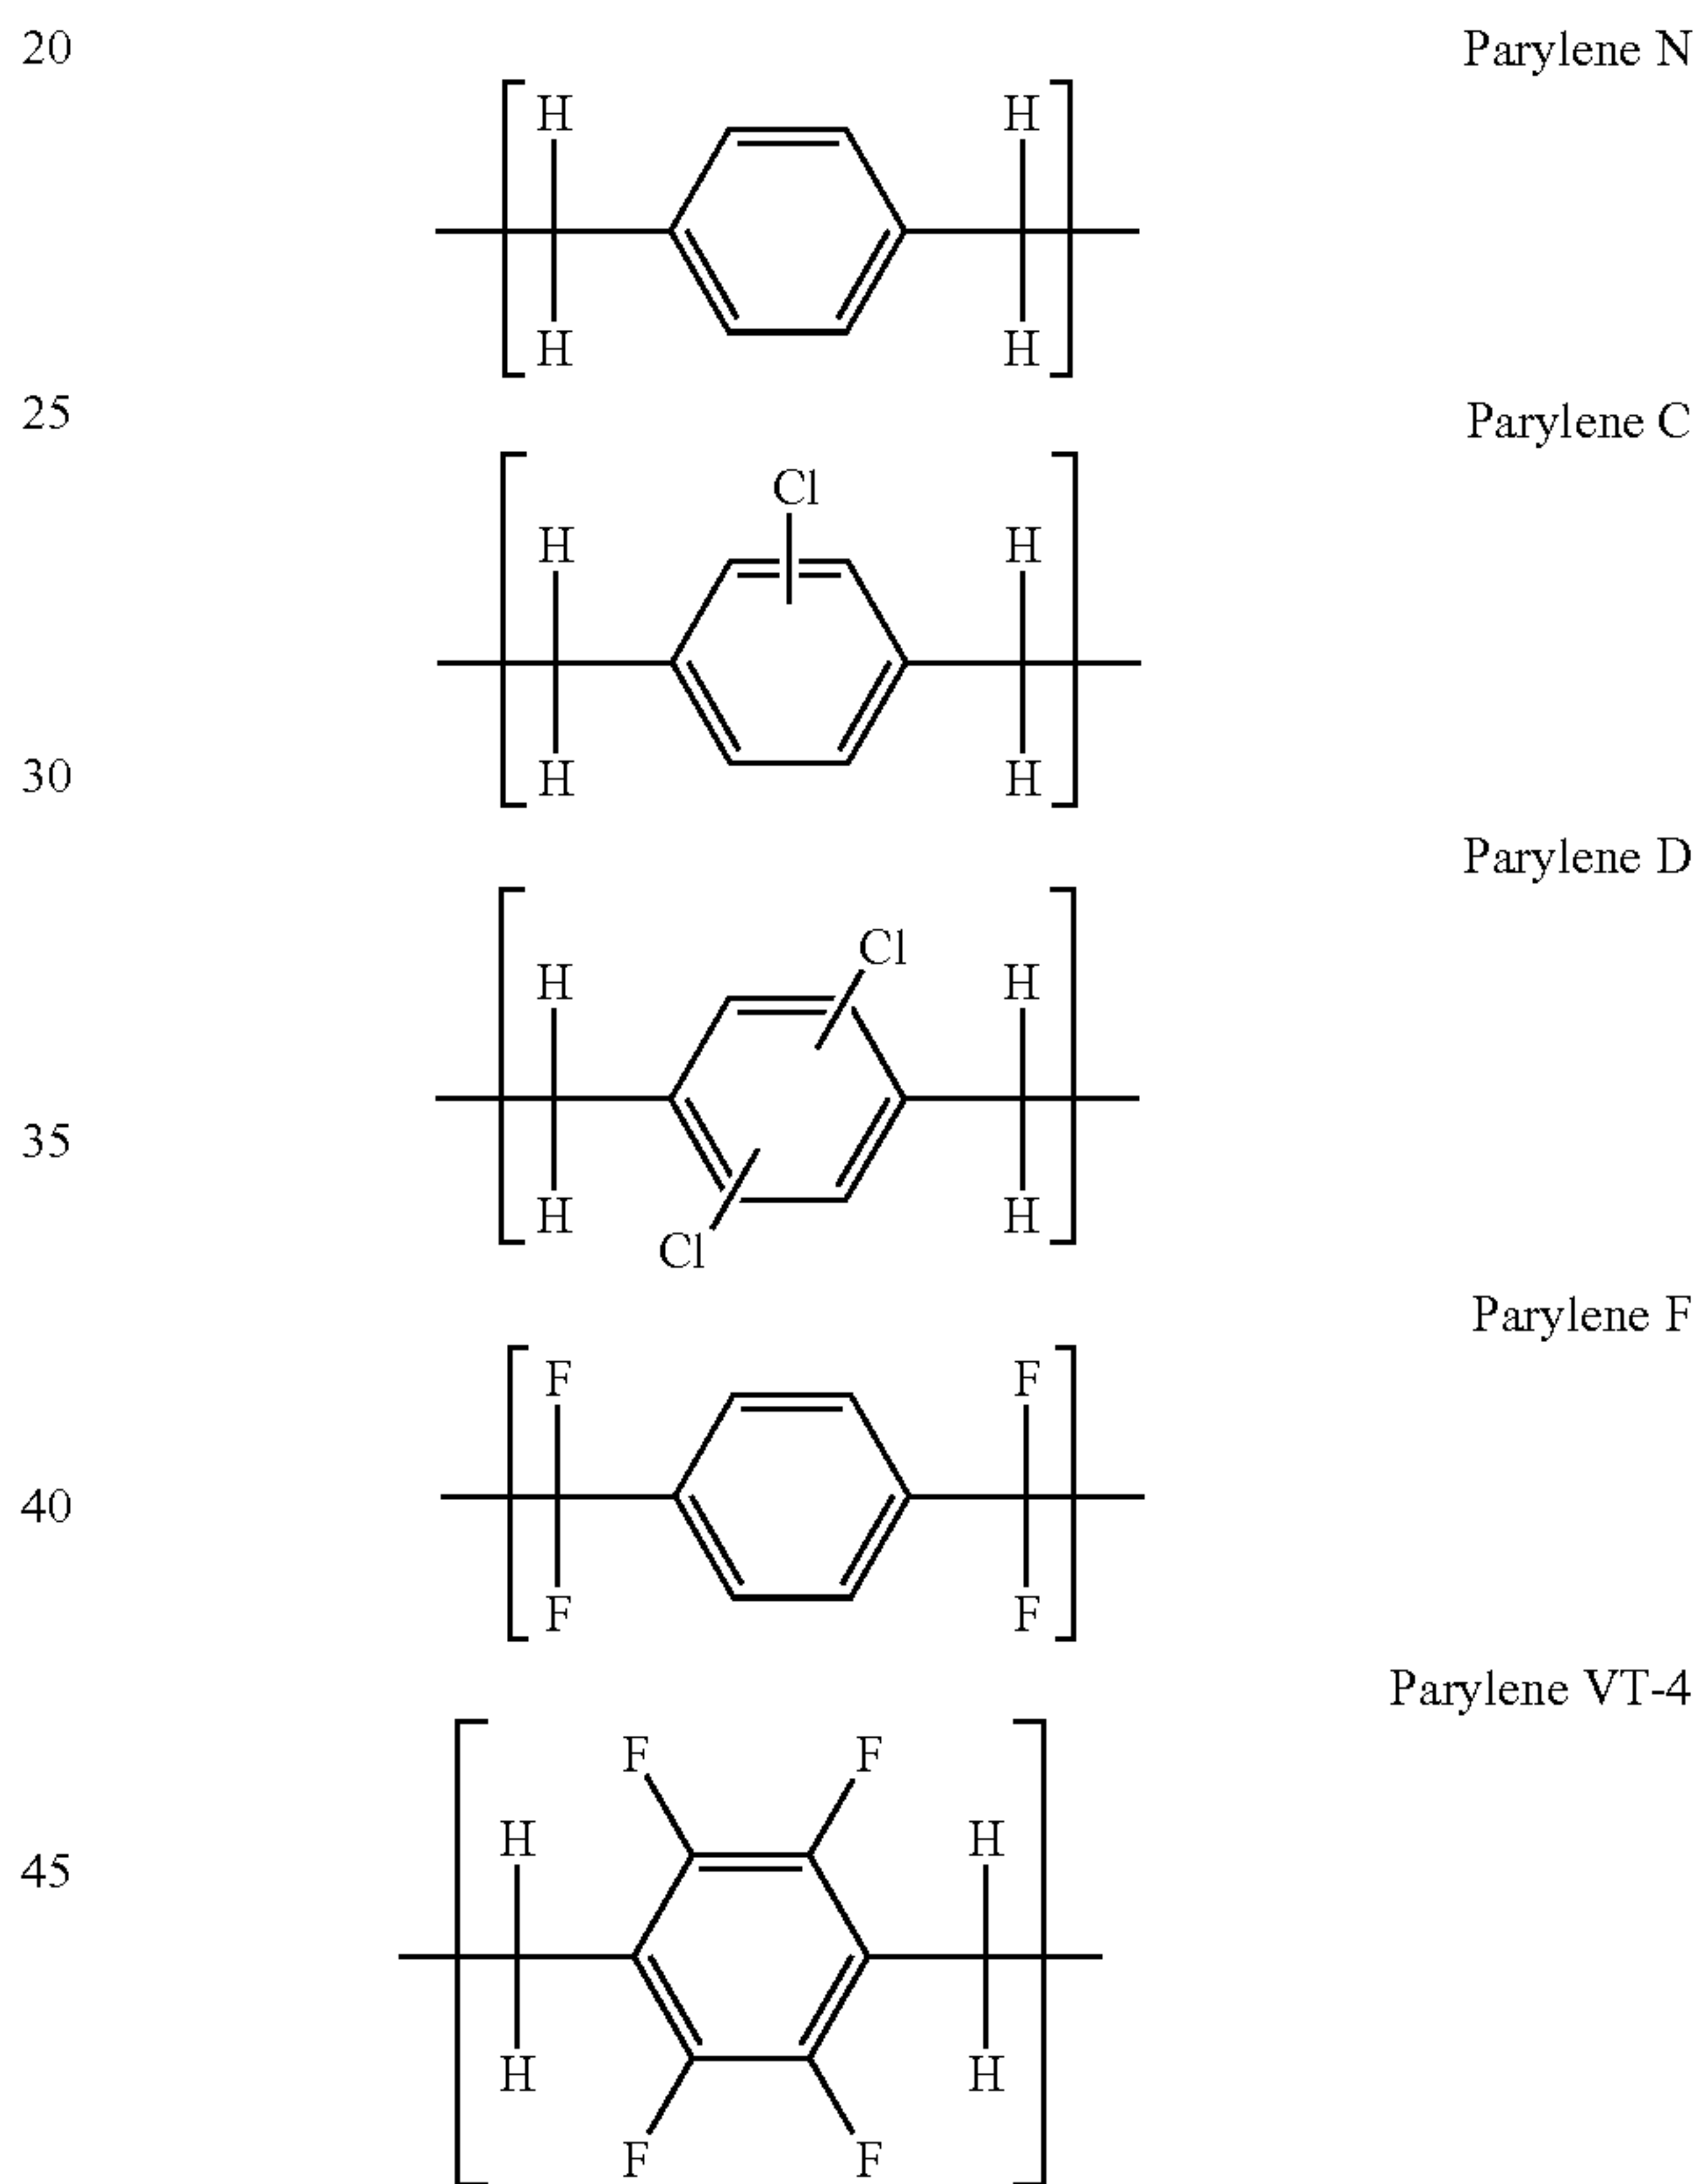 20 Parylene N
H H
H H
25 Parylene C
Cl
H H
30 H H
Parylene D
Cl
H H
35
H H
Cl
Parylene F
F F
40
F F
Parylene VT-4
F F
H H
45
H H
F F